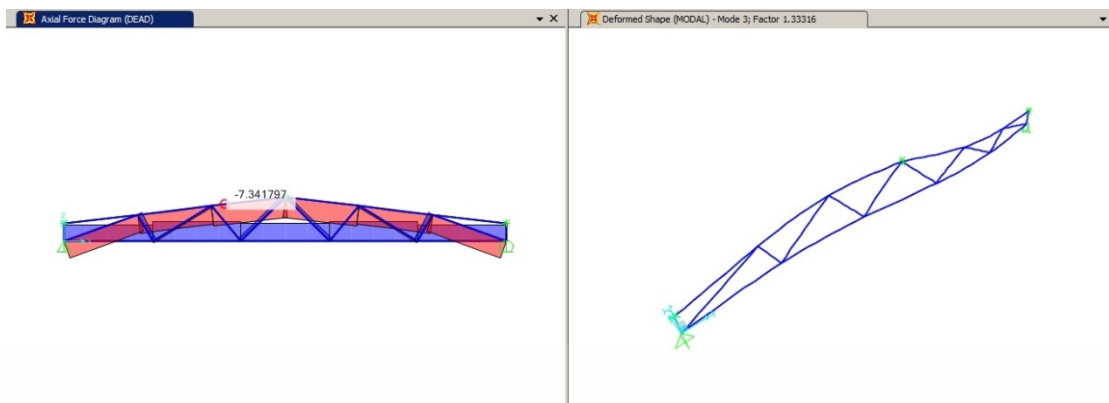 Axial Force Diagram (DEAD)
Deformed Shape (MODAL) - Mode 3; Factor 1.33316
-7.341797